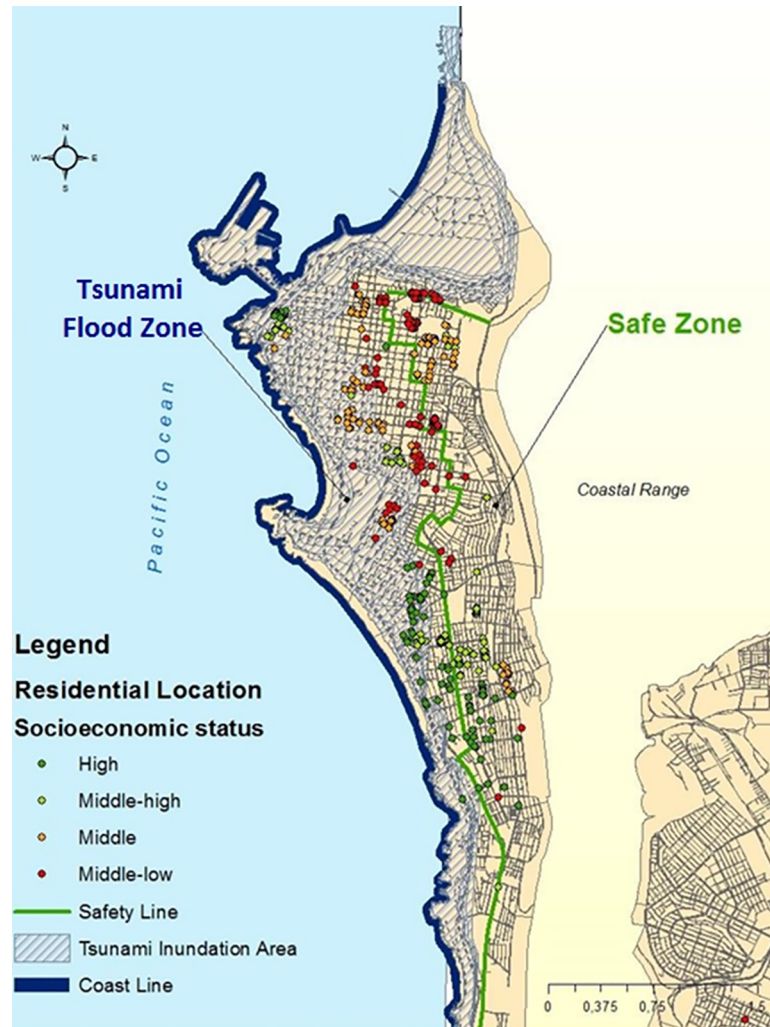 N
W
E
S
Tsunami
Flood Zone
Safe Zone
Pacific Ocean
Coastal Range
Legend
Residential Location
Socioeconomic status
High
Middle-high
Middle
Middle-low
Safety Line
Tsunami Inundation Area
Coast Line
0 0,375 0,75 1,5